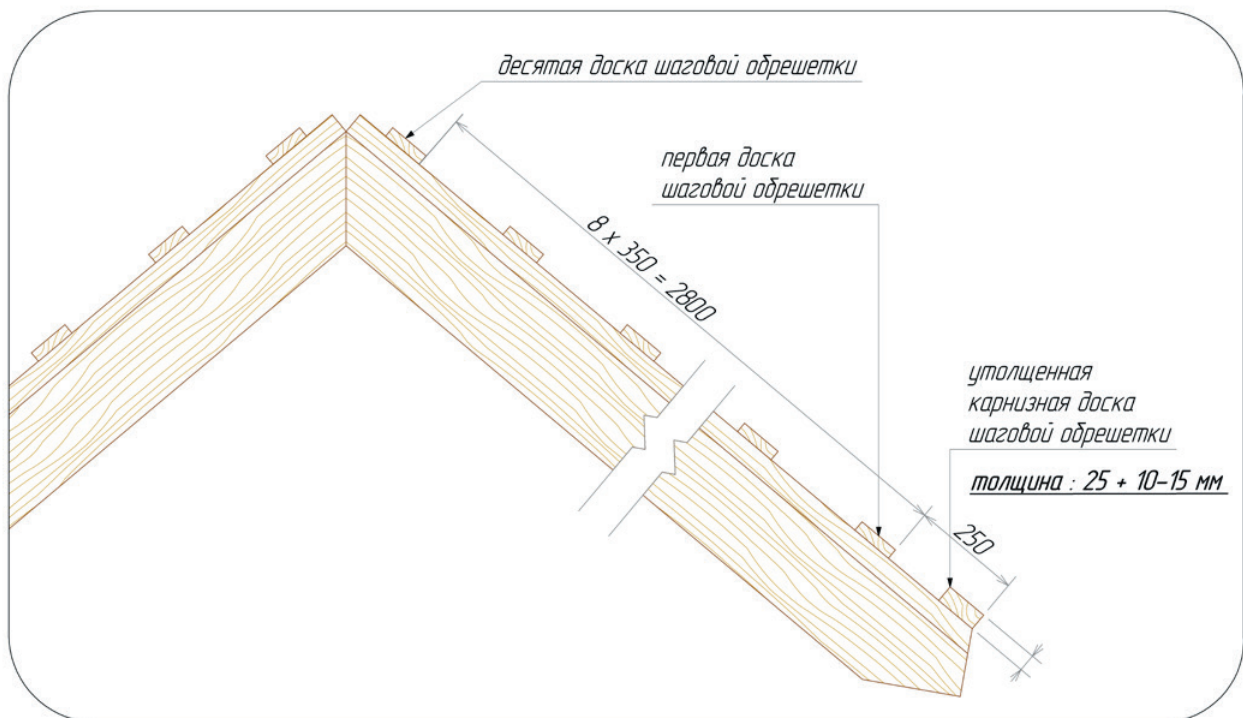 десятая доска шаговой обрешетки
первая доска
шаговой обрешетки
8 х 350 = 2800
утолщенная
карнизная доска
шаговой обрешетки
толщина : 25 + 10-15 мм
250